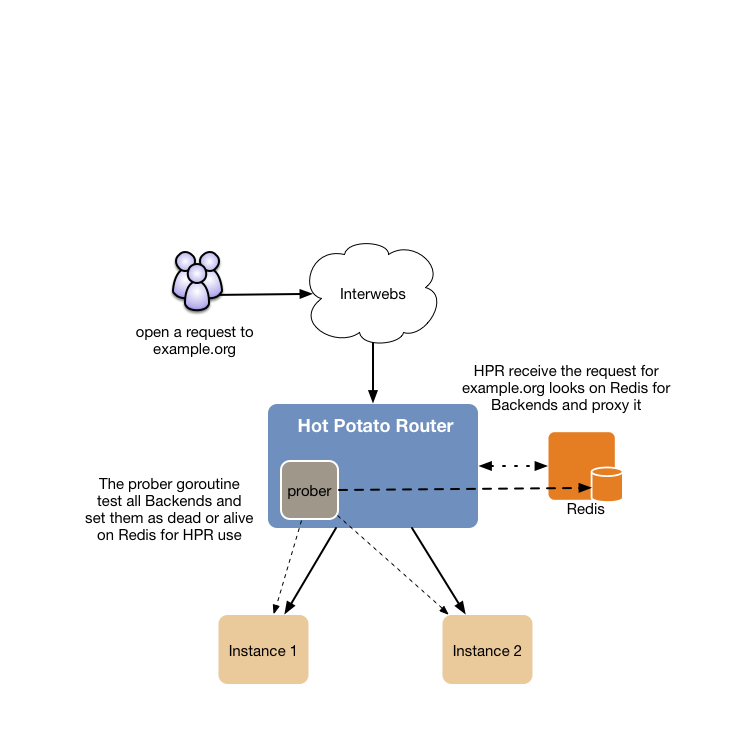 Interwebs
open a request to
example.org
HPR receive the request for
example.org looks on Redis for
Backends and proxy it
Hot Potato Router
prober
Redis
The prober goroutine
test all Backends and
set them as dead or alive
on Redis for HPR use
Instance 1
Instance 2